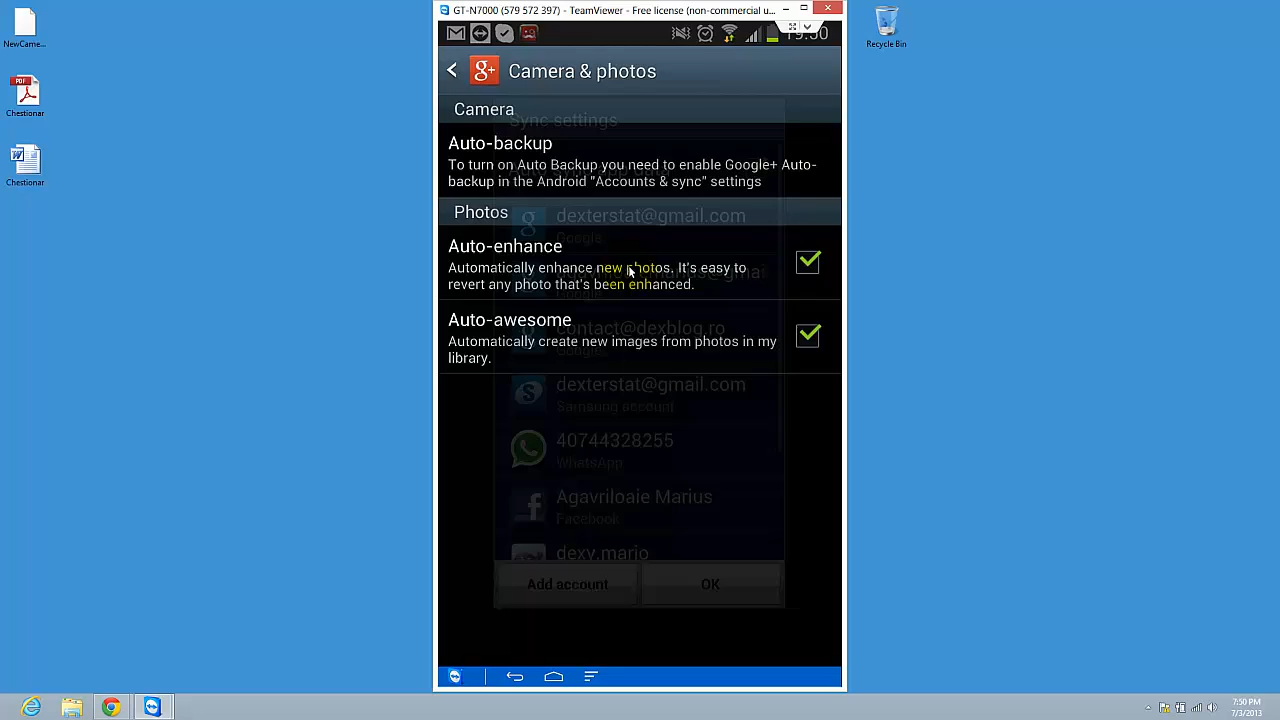 GT-N7000 (579 572 397) - TeamViewer - Free license (non-commercial u...
NewCame...
Recycle Bin
Chestionar
Chestionar
19:50
Camera & photos
Camera
Sync settings
Auto-backup
To turn on Auto Backup you need to enable Google+ Auto-
backup in the Android "Accounts & sync" settings
Photos
dexterstat@gmail.com
Google
Auto-enhance
Automatically enhance new photos. It's easy to
revert any photo that's been enhanced.
Auto-awesome
contact@dexblog.ro
Automatically create new images from photos in my
library.
Google
dexterstat@gmail.com
Samsung account
40744328255
WhatsApp
Agavriloaie Marius
Facebook
dexy.mario
Add account
OK
7:50 PM
7/3/2013